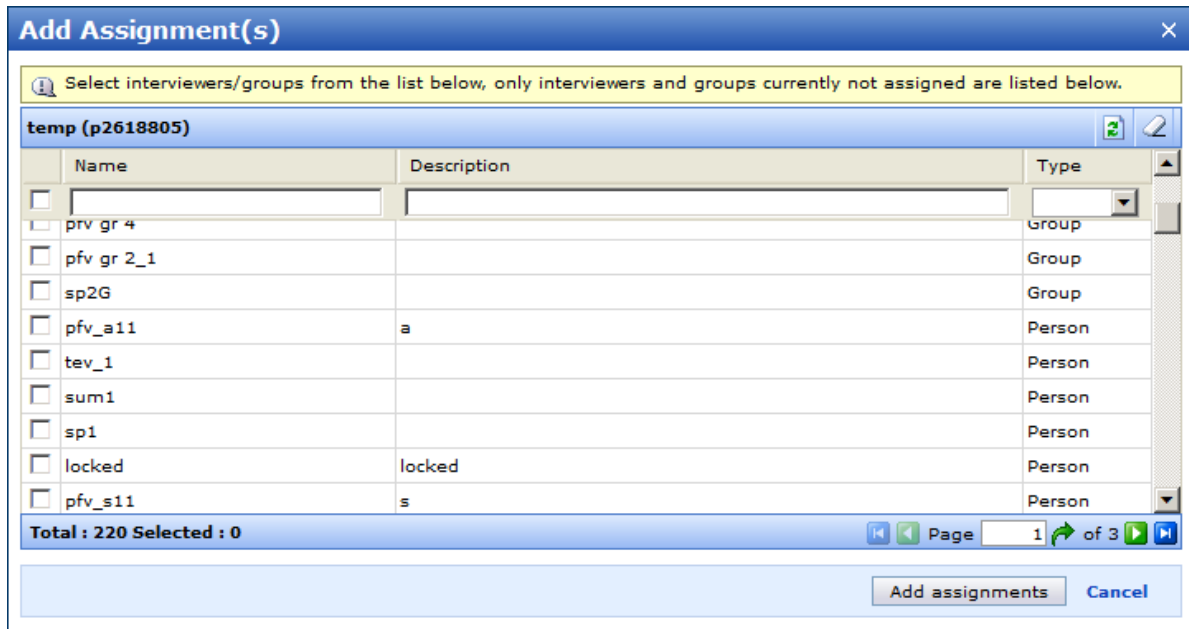 Add Assignment(s)
Select interviewers/groups from the list below, only interviewers and groups currently not assigned are listed below.
temp (p2618805)
Name Description Type
pfv gr 4 Group
pfv gr 2_1 Group
sp2G Group
pfv_a11 a Person
tev_1 Person
sum1 Person
sp1 Person
locked locked Person
pfv_s11 s Person
Total : 220 Selected : 0 Page 1 of 3
Add assignments Cancel